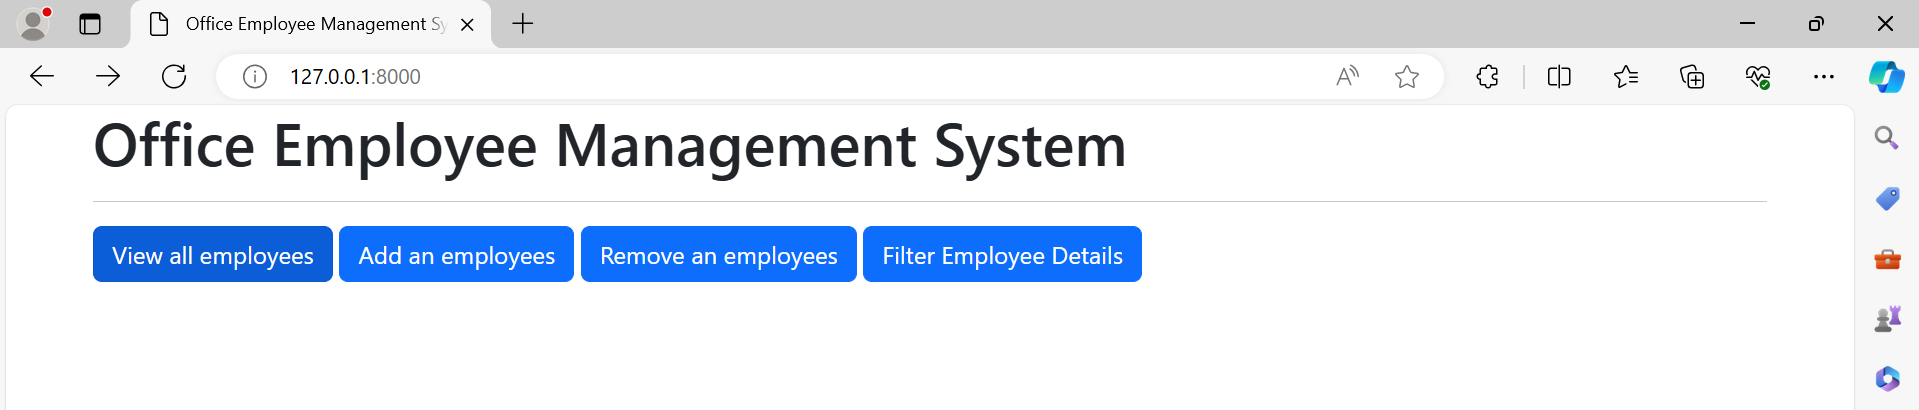 Office Employee Management Sy
127.0.0.1:8000
Office Employee Management System
View all employees Add an employees Remove an employees Filter Employee Details